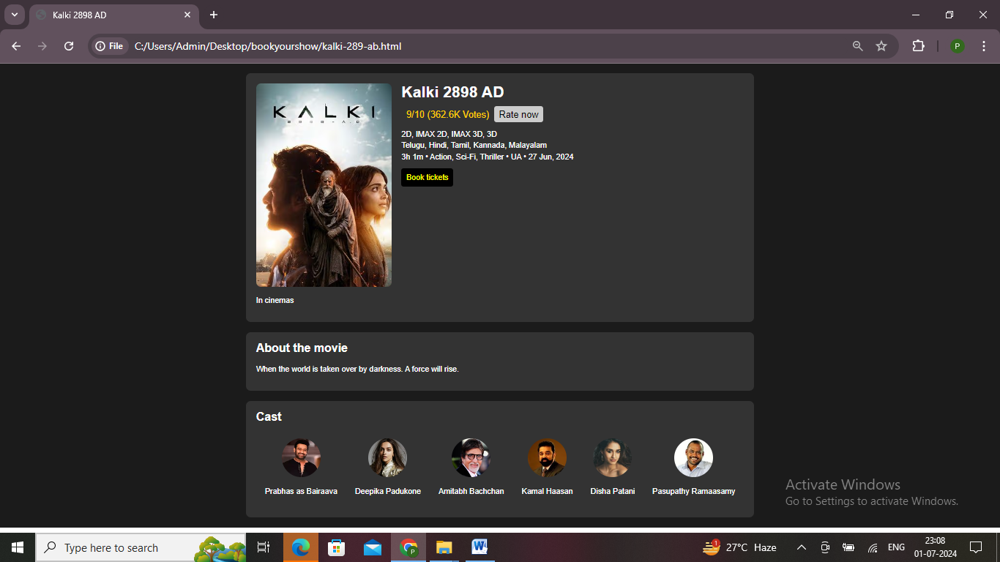 Kalki 2898 AD
File C:/Users/Admin/Desktop/bookyourshow/kalki-289-ab.html
P
KALKI
2898-A.D
Kalki 2898 AD
9/10 (362.6K Votes) Rate now
2D, IMAX 2D, IMAX 3D, 3D
Telugu, Hindi, Tamil, Kannada, Malayalam
3h 1m • Action, Sci-Fi, Thriller • UA • 27 Jun, 2024
Book tickets
In cinemas
About the movie
When the world is taken over by darkness. A force will rise.
Cast
Prabhas as Bairaava Deepika Padukone Amitabh Bachchan Kamal Haasan Disha Patani Pasupathy Ramaasamy
Activate Windows
Go to Settings to activate Windows.
Type here to search P W 1 27°C Haze ENG 23:08
01-07-2024